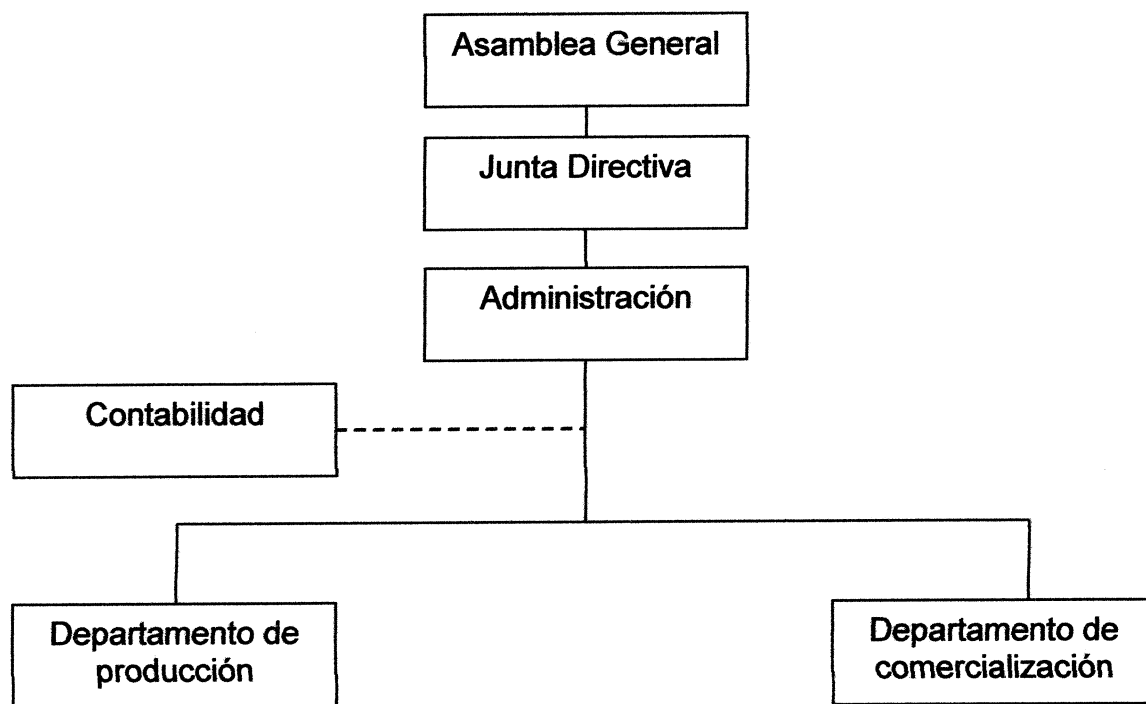 Asamblea General
Junta Directiva
Administración
Contabilidad
Departamento de
producción
Departamento de
comercialización